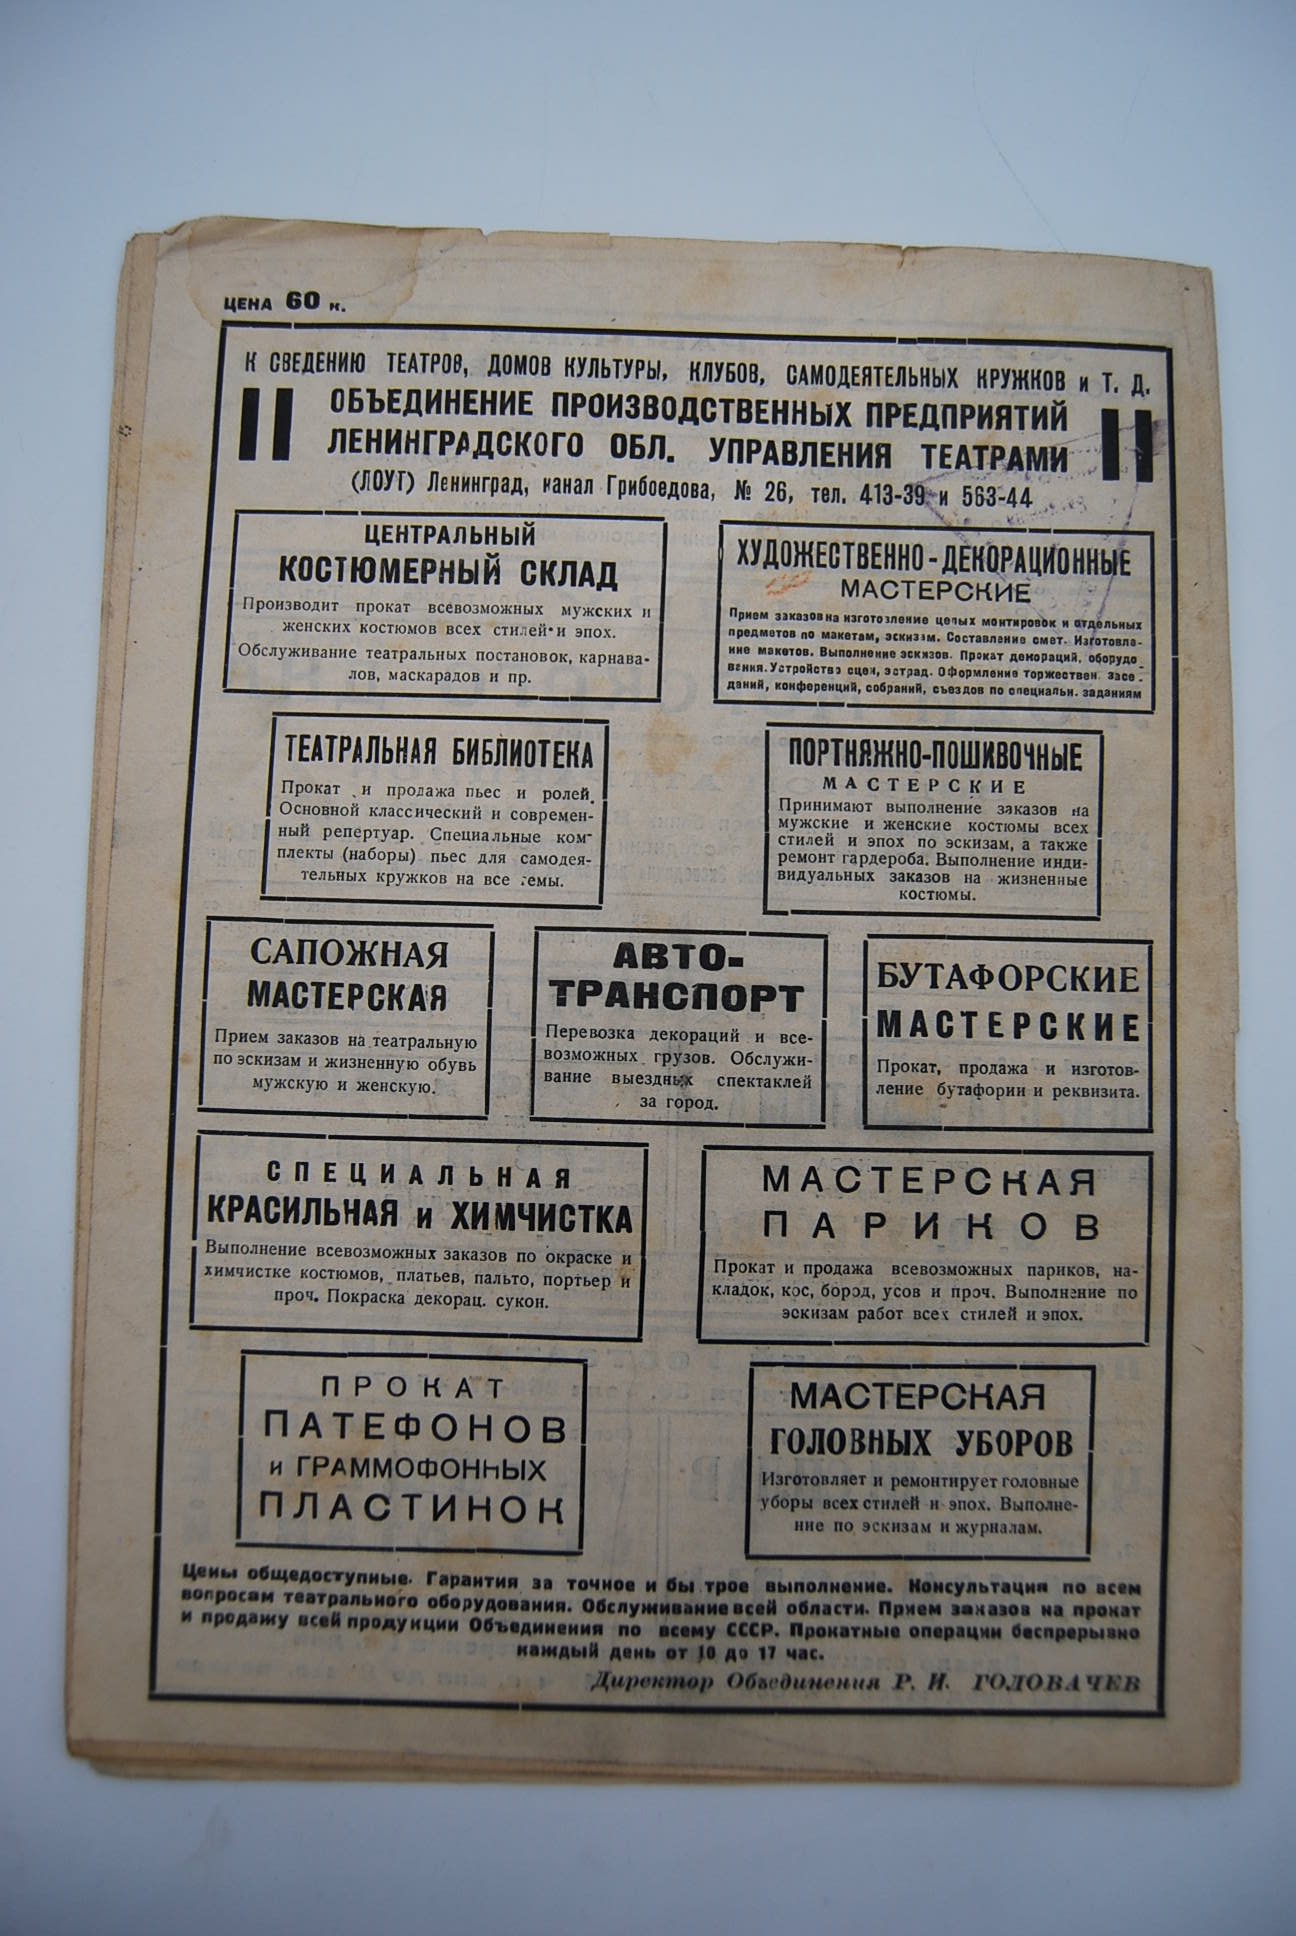 ЦЕНА 60 к.
К СВЕДЕНИЮ ТЕАТРОВ, ДОМОВ КУЛЬТУРЫ, КЛУБОВ, САМОДЕЯТЕЛЬНЫХ КРУЖКОВ и Т. Д.
ОБЪЕДИНЕНИЕ ПРОИЗВОДСТВЕННЫХ ПРЕДПРИЯТИЙ
ЛЕНИНГРАДСКОГО ОБЛ. УПРАВЛЕНИЯ ТЕАТРАМИ
(ЛОУТ) Ленинград, канал Грибоедова, № 26, тел. 413-39 и 563-44
ЦЕНТРАЛЬНЫЙ
КОСТЮМЕРНЫЙ СКЛАД
Производит прокат всевозможных мужских и
женских костюмов всех стилей и эпох.
Обслуживание театральных постановок, карнава-
лов, маскарадов и пр.
ХУДОЖЕСТВЕННО-ДЕКОРАЦИОННЫЕ
МАСТЕРСКИЕ
Прием заказов на изготовление целых монтировок и отдельных
предметов по макетам, эскизам. Составление смет. Изготовле-
ние макетов. Выполнение эскизов. Прокат декораций, оборудо-
вания. Устройство сцен, эстрад. Оформление торжествен. засе-
даний, конференций, собраний, съездов по специальн. заданиям
ТЕАТРАЛЬНАЯ БИБЛИОТЕКА
Прокат и продажа пьес и ролей.
Основной классический и современ-
ный репертуар. Специальные ком-
плекты (наборы) пьес для самодея-
тельных кружков на все темы.
ПОРТНЯЖНО-ПОШИВОЧНЫЕ
МАСТЕРСКИЕ
Принимают выполнение заказов на
мужские и женские костюмы всех
стилей и эпох по эскизам, а также
ремонт гардероба. Выполнение инди-
видуальных заказов на жизненные
костюмы.
САПОЖНАЯ
МАСТЕРСКАЯ
Прием заказов на театральную
по эскизам и жизненную обувь
мужскую и женскую.
АВТО-
ТРАНСПОРТ
Перевозка декораций и все-
возможных грузов. Обслужи-
вание выездных спектаклей
за город.
БУТАФОРСКИЕ
МАСТЕРСКИЕ
Прокат, продажа и изготов-
ление бутафории и реквизита.
СПЕЦИАЛЬНАЯ
КРАСИЛЬНАЯ и ХИМЧИСТКА
Выполнение всевозможных заказов по окраске и
химчистке костюмов, платьев, пальто, портьер и
проч. Покраска декорац. сукон.
МАСТЕРСКАЯ
ПАРИКОВ
Прокат и продажа всевозможных париков, на-
кладок, кос, бород, усов и проч. Выполнение по
эскизам работ всех стилей и эпох.
ПРОКАТ
ПАТЕФОНОВ
и ГРАММОФОННЫХ
ПЛАСТИНОК
МАСТЕРСКАЯ
ГОЛОВНЫХ УБОРОВ
Изготовляет и ремонтирует головные
уборы всех стилей и эпох. Выполне-
ние по эскизам и журналам.
Цены общедоступные. Гарантия за точное и бы трое выполнение. Консультация по всем
вопросам театрального оборудования. Обслуживание всей области. Прием заказов на прокат
и продажу всей продукции Объединения по всему СССР. Прокатные операции беспрерывно
каждый день от 10 до 17 час.
Директор Объединения Р. И. ГОЛОВАЧЕВ